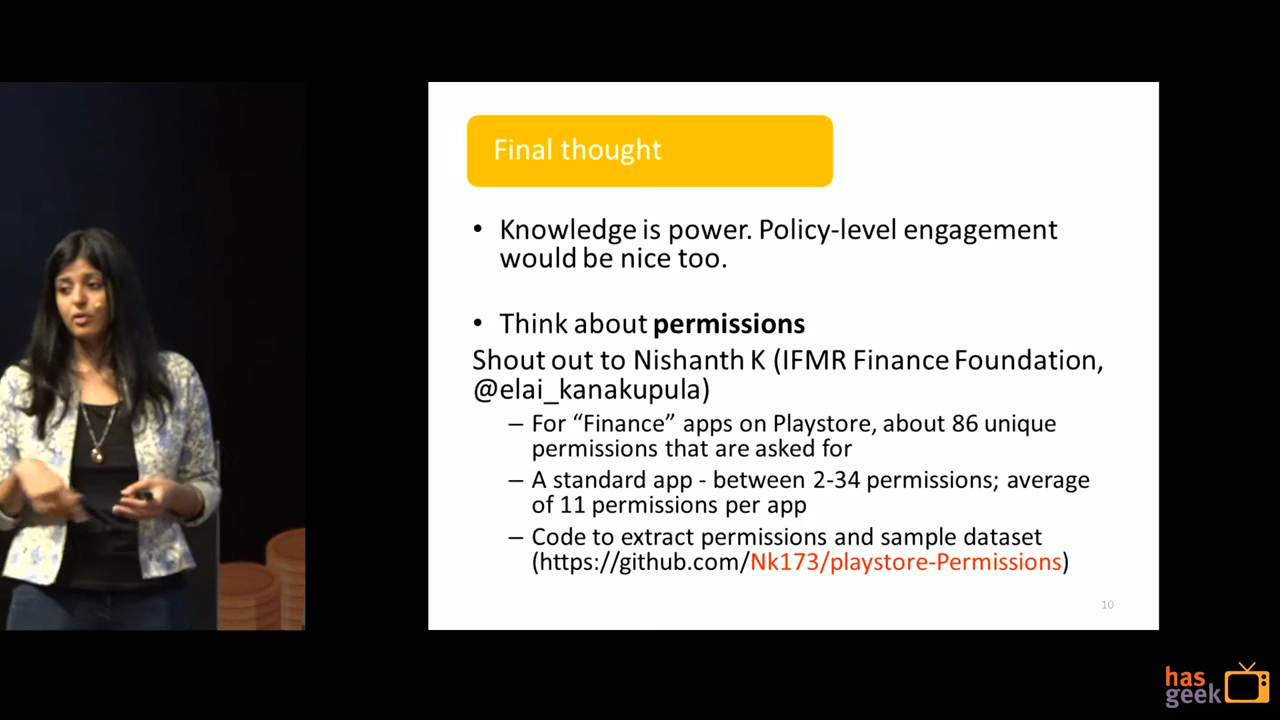 Final thought
• Knowledge is power. Policy-level engagement
would be nice too.
• Think about permissions
Shout out to Nishanth K (IFMR Finance Foundation,
@elai_kanakupula)
– For “Finance” apps on Playstore, about 86 unique
permissions that are asked for
– A standard app - between 2-34 permissions; average
of 11 permissions per app
– Code to extract permissions and sample dataset
(https://github.com/Nk173/playstore-Permissions)
10
has
geek